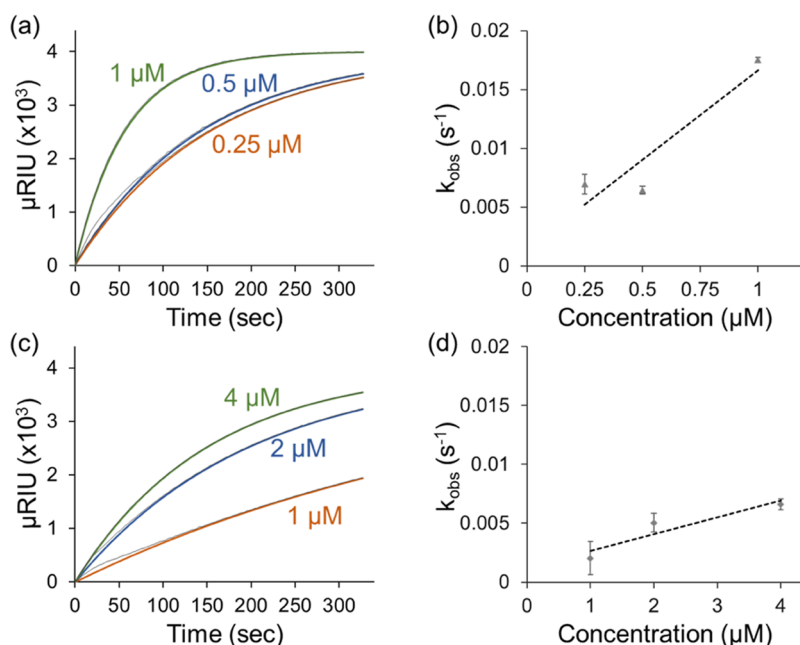 (a)
4
3
2
1
0
µRIU (x10³)
1 µM
0.5 µM
0.25 µM
0 50 100 150 200 250 300
Time (sec)
(b)
0.02
0.015
0.01
0.005
0
k_obs (s⁻¹)
0 0.25 0.5 0.75 1
Concentration (µM)
(c)
4
3
2
1
0
µRIU (x10³)
4 µM
2 µM
1 µM
0 50 100 150 200 250 300
Time (sec)
(d)
0.02
0.015
0.01
0.005
0
k_obs (s⁻¹)
0 1 2 3 4
Concentration (µM)